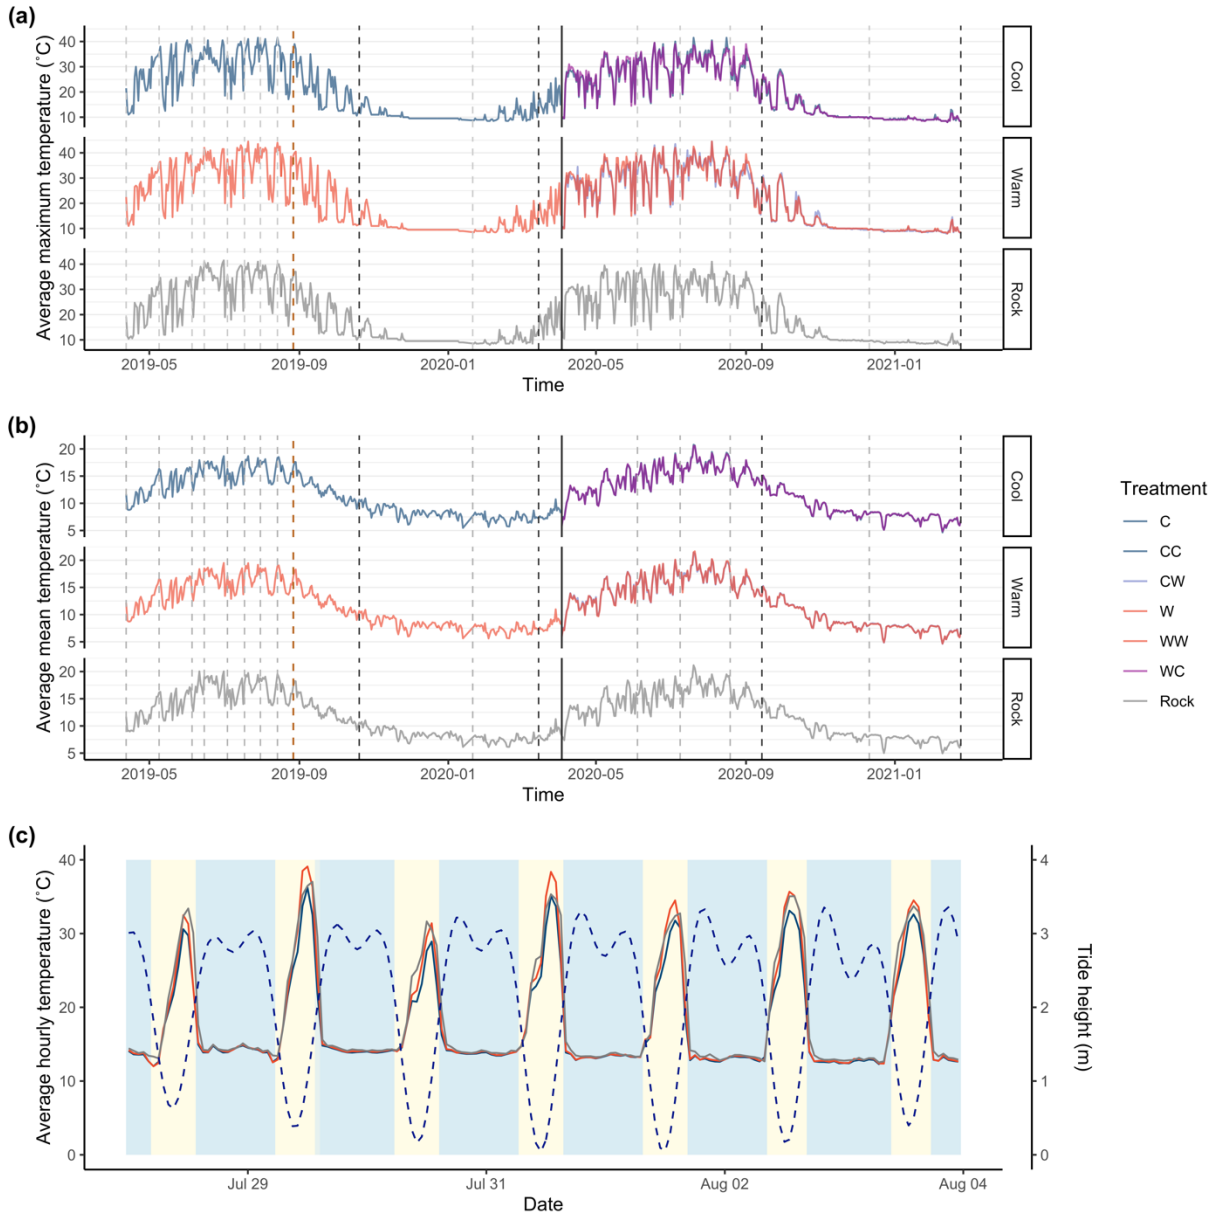 (a)
Average maximum temperature (°C)
40
30
20
10
Cool
40
30
20
10
Warm
40
30
20
10
Rock
2019-05 2019-09 2020-01 2020-05 2020-09 2021-01
Time
(b)
Average mean temperature (°C)
20
15
10
5
Cool
20
15
10
5
Warm
20
15
10
5
Rock
2019-05 2019-09 2020-01 2020-05 2020-09 2021-01
Time
Treatment
C
CC
CW
W
WW
WC
Rock
(c)
Average hourly temperature (°C)
40
30
20
10
0
4
3
2
1
0
Tide height (m)
Jul 29 Jul 31 Aug 02 Aug 04
Date